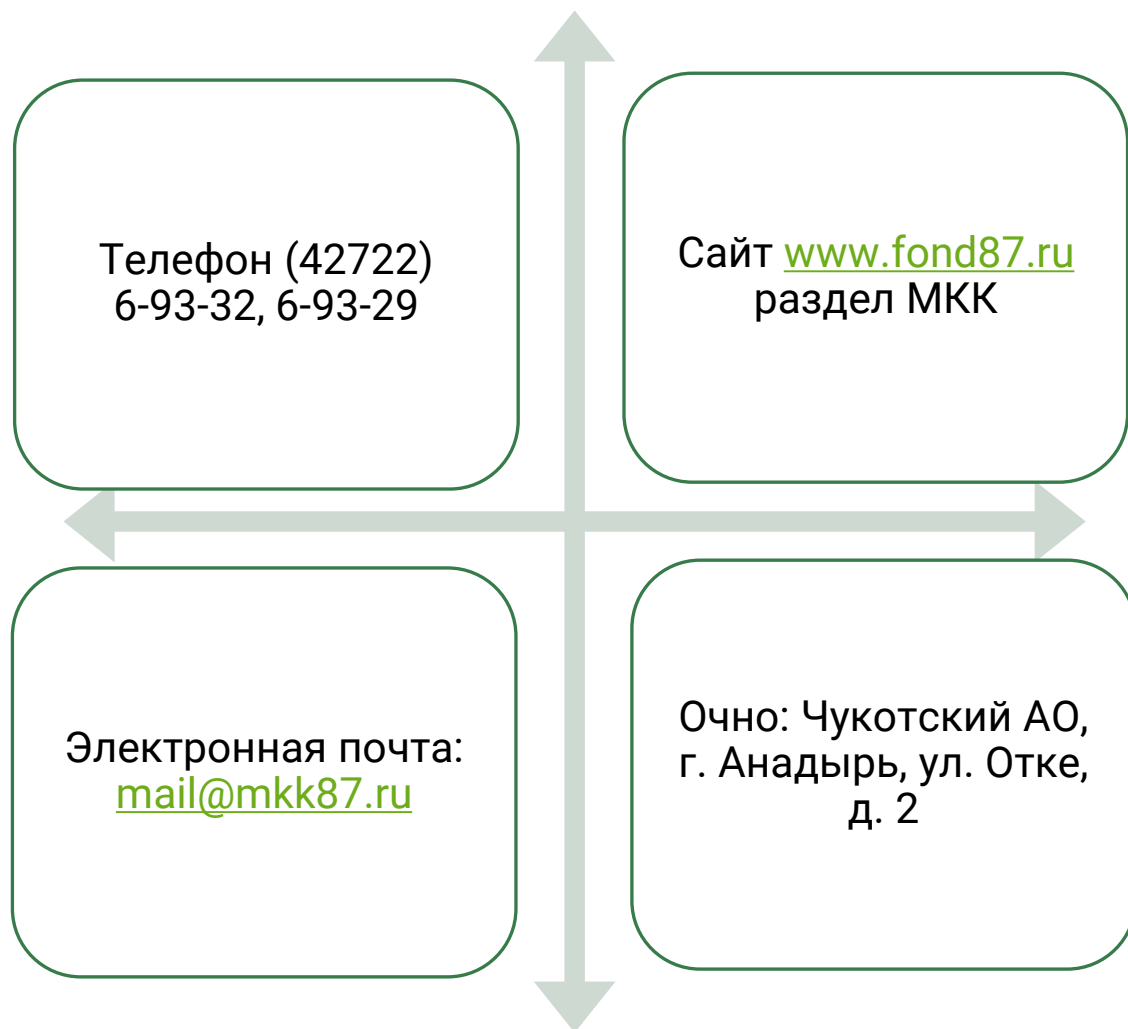 Телефон (42722)
6-93-32, 6-93-29
Сайт www.fond87.ru
раздел МКК
Электронная почта:
mail@mkk87.ru
Очно: Чукотский АО,
г. Анадырь, ул. Отке,
д. 2